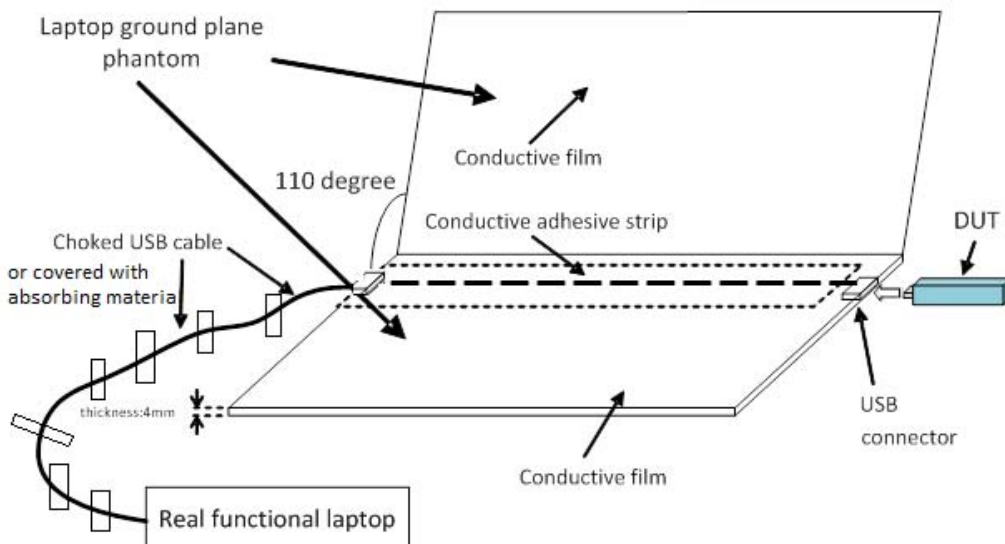 Laptop ground plane
phantom
Conductive film
110 degree
Conductive adhesive strip
DUT
Choked USB cable
or covered with
absorbing materia
thickness:4mm
USB
connector
Conductive film
Real functional laptop